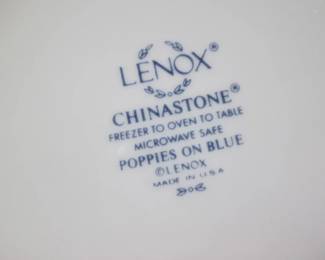 LENOX®
CHINASTONE®
FREEZER TO OVEN TO TABLE
MICROWAVE SAFE
POPPIES ON BLUE
©LENOX
MADE IN U.S.A